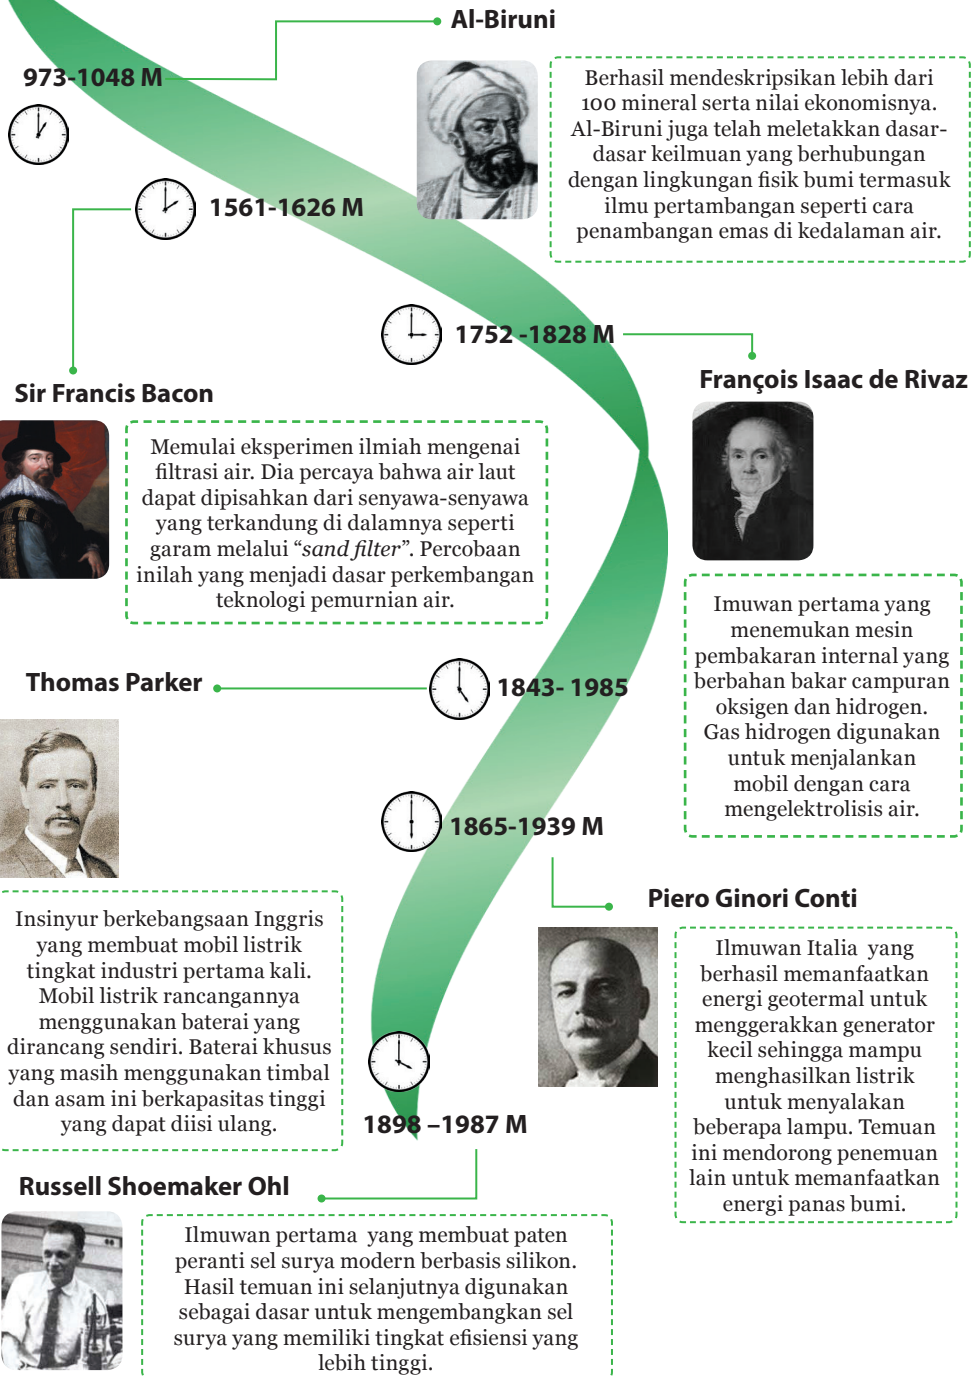 Al-Biruni
973-1048 M
Berhasil mendeskripsikan lebih dari
100 mineral serta nilai ekonomisnya.
Al-Biruni juga telah meletakkan dasar-
dasar keilmuan yang berhubungan
dengan lingkungan fisik bumi termasuk
ilmu pertambangan seperti cara
penambangan emas di kedalaman air.
1561-1626 M
Sir Francis Bacon
Memulai eksperimen ilmiah mengenai
filtrasi air. Dia percaya bahwa air laut
dapat dipisahkan dari senyawa-senyawa
yang terkandung di dalamnya seperti
garam melalui “sand filter”. Percobaan
inilah yang menjadi dasar perkembangan
teknologi pemurnian air.
1752 -1828 M
François Isaac de Rivaz
Imuwan pertama yang
menemukan mesin
pembakaran internal yang
berbahan bakar campuran
oksigen dan hidrogen.
Gas hidrogen digunakan
untuk menjalankan
mobil dengan cara
mengelektrolisis air.
Thomas Parker
1843- 1985
Insinyur berkebangsaan Inggris
yang membuat mobil listrik
tingkat industri pertama kali.
Mobil listrik rancangannya
menggunakan baterai yang
dirancang sendiri. Baterai khusus
yang masih menggunakan timbal
dan asam ini berkapasitas tinggi
yang dapat diisi ulang.
1865-1939 M
Piero Ginori Conti
Ilmuwan Italia yang
berhasil memanfaatkan
energi geotermal untuk
menggerakkan generator
kecil sehingga mampu
menghasilkan listrik
untuk menyalakan
beberapa lampu. Temuan
ini mendorong penemuan
lain untuk memanfaatkan
energi panas bumi.
1898 –1987 M
Russell Shoemaker Ohl
Ilmuwan pertama yang membuat paten
peranti sel surya modern berbasis silikon.
Hasil temuan ini selanjutnya digunakan
sebagai dasar untuk mengembangkan sel
surya yang memiliki tingkat efisiensi yang
lebih tinggi.